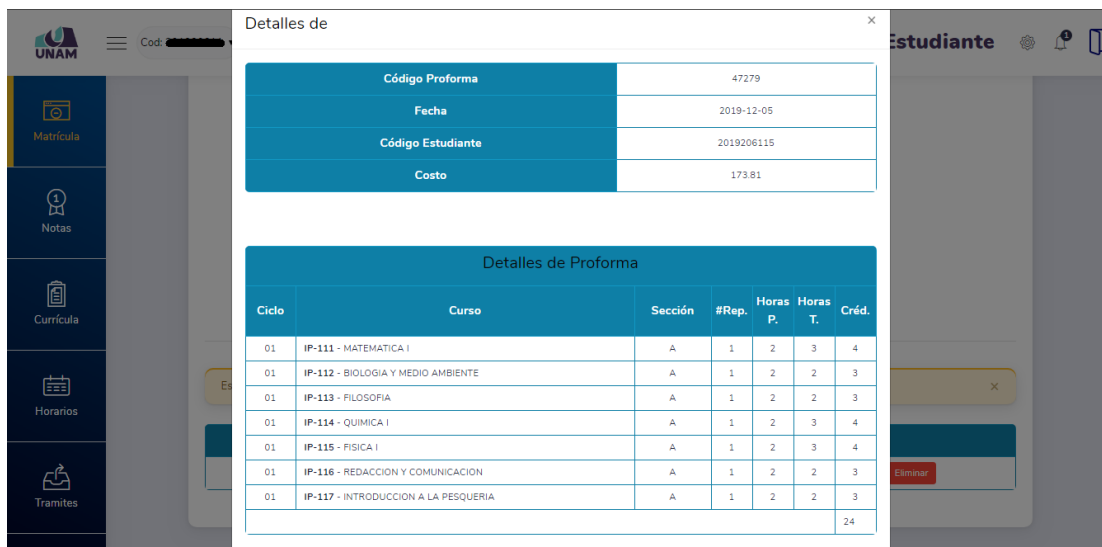 UNAM
Cod:
Estudiante
1
Matrícula
1
Notas
Currícula
Horarios
Tramites
Es
×
Eliminar
Detalles de
×
Código Proforma 47279
Fecha 2019-12-05
Código Estudiante 2019206115
Costo 173.81
Detalles de Proforma
Ciclo Curso Sección #Rep. Horas P. Horas T. Créd.
01 IP-111 - MATEMATICA I A 1 2 3 4
01 IP-112 - BIOLOGIA Y MEDIO AMBIENTE A 1 2 2 3
01 IP-113 - FILOSOFIA A 1 2 2 3
01 IP-114 - QUIMICA I A 1 2 3 4
01 IP-115 - FISICA I A 1 2 3 4
01 IP-116 - REDACCION Y COMUNICACION A 1 2 2 3
01 IP-117 - INTRODUCCION A LA PESQUERIA A 1 2 2 3
24